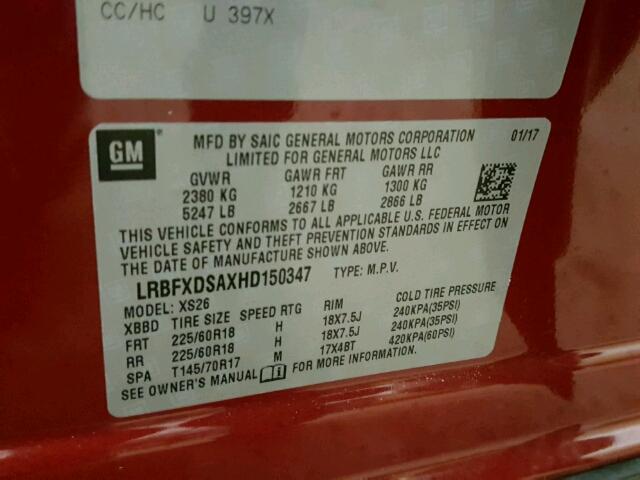 CC/HC U 397X
GM
MFD BY SAIC GENERAL MOTORS CORPORATION 01/17
LIMITED FOR GENERAL MOTORS LLC
GVWR GAWR FRT GAWR RR
2380 KG 1210 KG 1300 KG
5247 LB 2667 LB 2866 LB
THIS VEHICLE CONFORMS TO ALL APPLICABLE U.S. FEDERAL MOTOR
VEHICLE SAFETY AND THEFT PREVENTION STANDARDS IN EFFECT ON
THE DATE OF MANUFACTURE SHOWN ABOVE.
LRBFXDSAXHD150347 TYPE: M.P.V.
MODEL: XS26
XBBD TIRE SIZE SPEED RTG RIM COLD TIRE PRESSURE
FRT 225/60R18 H 18X7.5J 240KPA(35PSI)
RR 225/60R18 H 18X7.5J 240KPA(35PSI)
SPA T145/70R17 M 17X4BT 420KPA(60PSI)
SEE OWNER'S MANUAL FOR MORE INFORMATION.